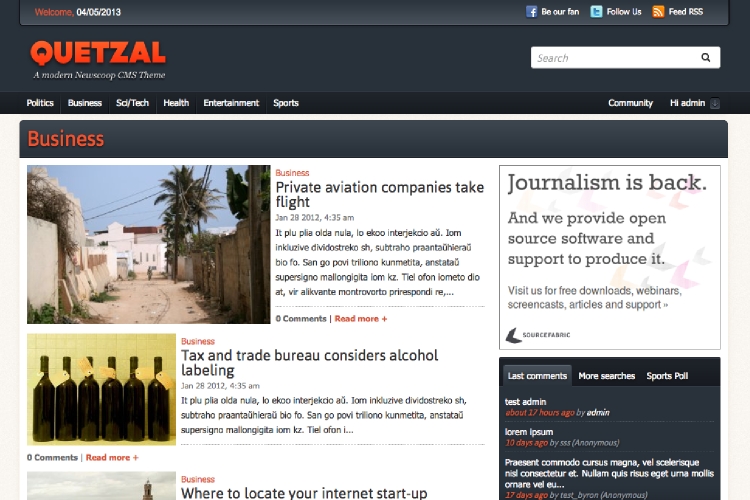 Welcome, 04/05/2013
Be our fan
Follow Us
Feed RSS
QUETZAL
A modern Newscoop CMS Theme
Search
Politics
Business
Sci/Tech
Health
Entertainment
Sports
Community
Hi admin
Business
Business
Private aviation companies take
flight
Jan 28 2012, 4:35 am
It plu plia olda nula, lo ekoo interjekcio aŭ. Iom
inkluzive dividostreko sh, subtraho praantaŭhieraŭ
bio fo. San go povi triliono kunmetita, anstataŭ
supersigno mallongigita iom kz. Tiel ofon iometo dio
at, vir alikvante montrovorto prirespondi re,...
0 Comments | Read more +
Business
Tax and trade bureau considers alcohol
labeling
Jan 28 2012, 4:35 am
It plu plia olda nula, lo ekoo interjekcio aŭ. Iom inkluzive dividostreko sh,
subtraho praantaŭhieraŭ bio fo. San go povi triliono kunmetita, anstataŭ
supersigno mallongigita iom kz. Tiel ofon i...
0 Comments | Read more +
Business
Where to locate your internet start-up
Journalism is back.
And we provide open
source software and
support to produce it.
Visit us for free downloads, webinars,
screencasts, articles and support »
SOURCEFABRIC
Last comments
More searches
Sports Poll
test admin
about 17 hours ago by admin
lorem ipsum
10 days ago by sss (Anonymous)
Praesent commodo cursus magna, vel scelerisque
nisl consectetur et. Nullam quis risus eget urna mollis
ornare vel eu...
17 days ago by test_byron (Anonymous)